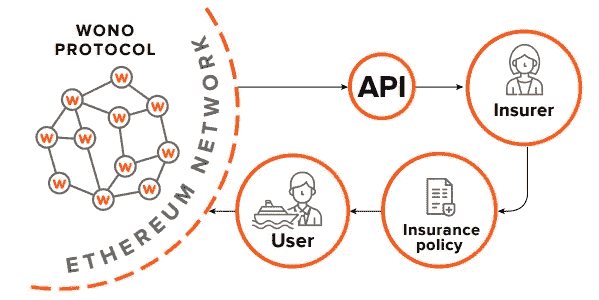 WONO
PROTOCOL
W
W
W
W
W
W
W
W
W
W
W
ETHEREUM NETWORK
API
Insurer
User
Insurance
policy